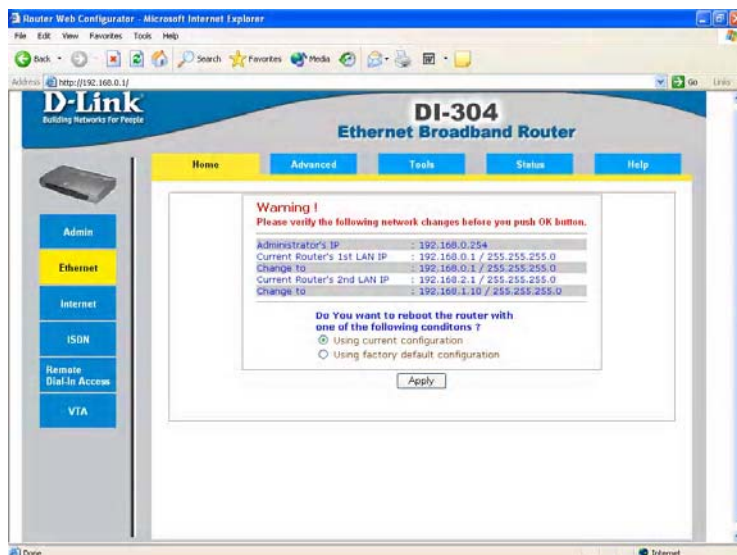 Router Web Configurator - Microsoft Internet Explorer
File Edit View Favorites Tools Help
Back Search Favorites Media
Address http://192.168.0.1/ Go Links
D-Link
Building Networks for People
DI-304
Ethernet Broadband Router
Home Advanced Tools Status Help
Admin
Ethernet
Internet
ISDN
Remote
Dial-In Access
VTA
Warning !
Please verify the following network changes before you push OK button.
Administrator's IP : 192.168.0.254
Current Router's 1st LAN IP : 192.168.0.1 / 255.255.255.0
Change to : 192.168.0.1 / 255.255.255.0
Current Router's 2nd LAN IP : 192.168.2.1 / 255.255.255.0
Change to : 192.168.1.10 / 255.255.255.0
Do You want to reboot the router with
one of the following conditons ?
Using current configuration
Using factory default configuration
Apply
Done Internet